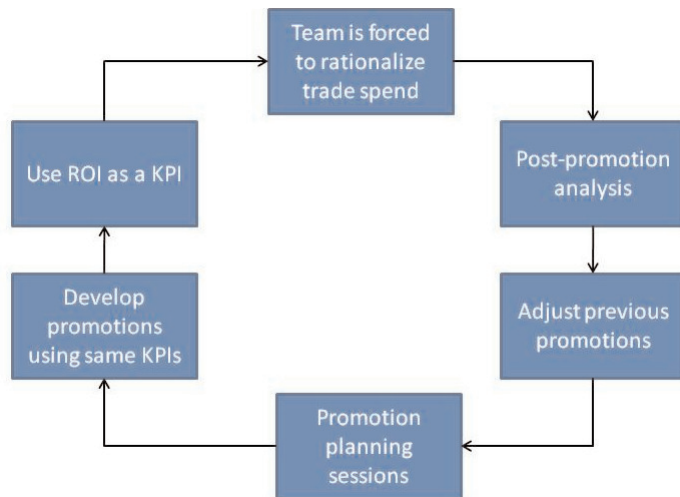 Team is forced
to rationalize
trade spend
Post-promotion
analysis
Adjust previous
promotions
Promotion
planning
sessions
Develop
promotions
using same KPIs
Use ROI as a KPI